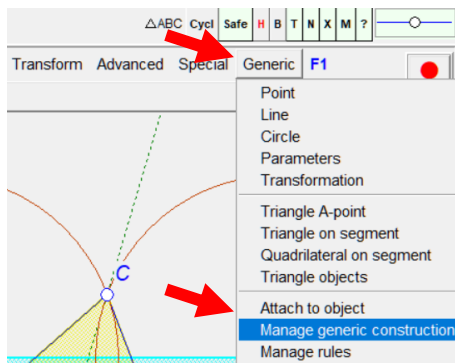 △ABC Cycl Safe H B T N X M ?
Transform Advanced Special Generic F1
Point
Line
Circle
Parameters
Transformation
Triangle A-point
Triangle on segment
Quadrilateral on segment
Triangle objects
Attach to object
Manage generic construction
Manage rules
C